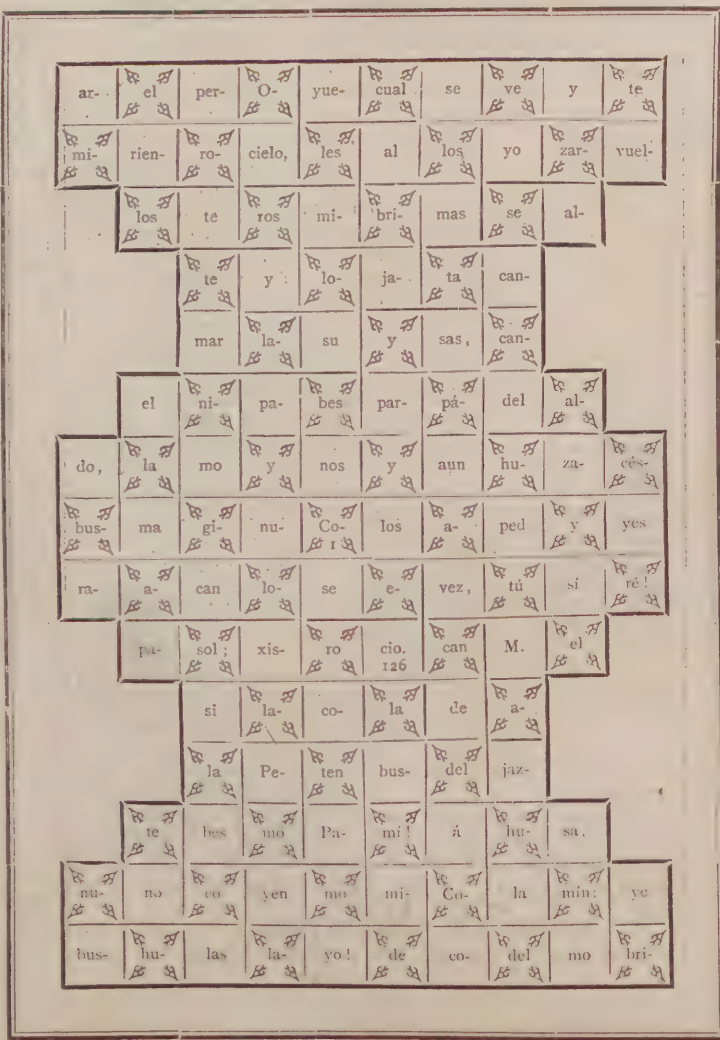 ar- el per- O- yue- cual se ve y te
mi- rien- ro- cielo, les al los yo zar- vuel-
los te ros mi- bri- mas se al-
te y lo- ja- ta can-
mar la- su y sas, can-
el ni- pa- bes par- pá- del al-
do, la mo y nos y aun hu- za- cés-
bus- ma gi- nu- Co- los a- ped y yes
1
ra- a- can lo- se e- vez, tú sí ré!
pa- sol; xis- ro cio. can M. el
126
si la- co- la de a-
la Pe- ten bus- del jaz-
te bes mo Pa- mí! á hu- sa,
nu- no co yen mo mi- Co- la mín; ye
bus- hu- las la- yo! de co- del mo bri-